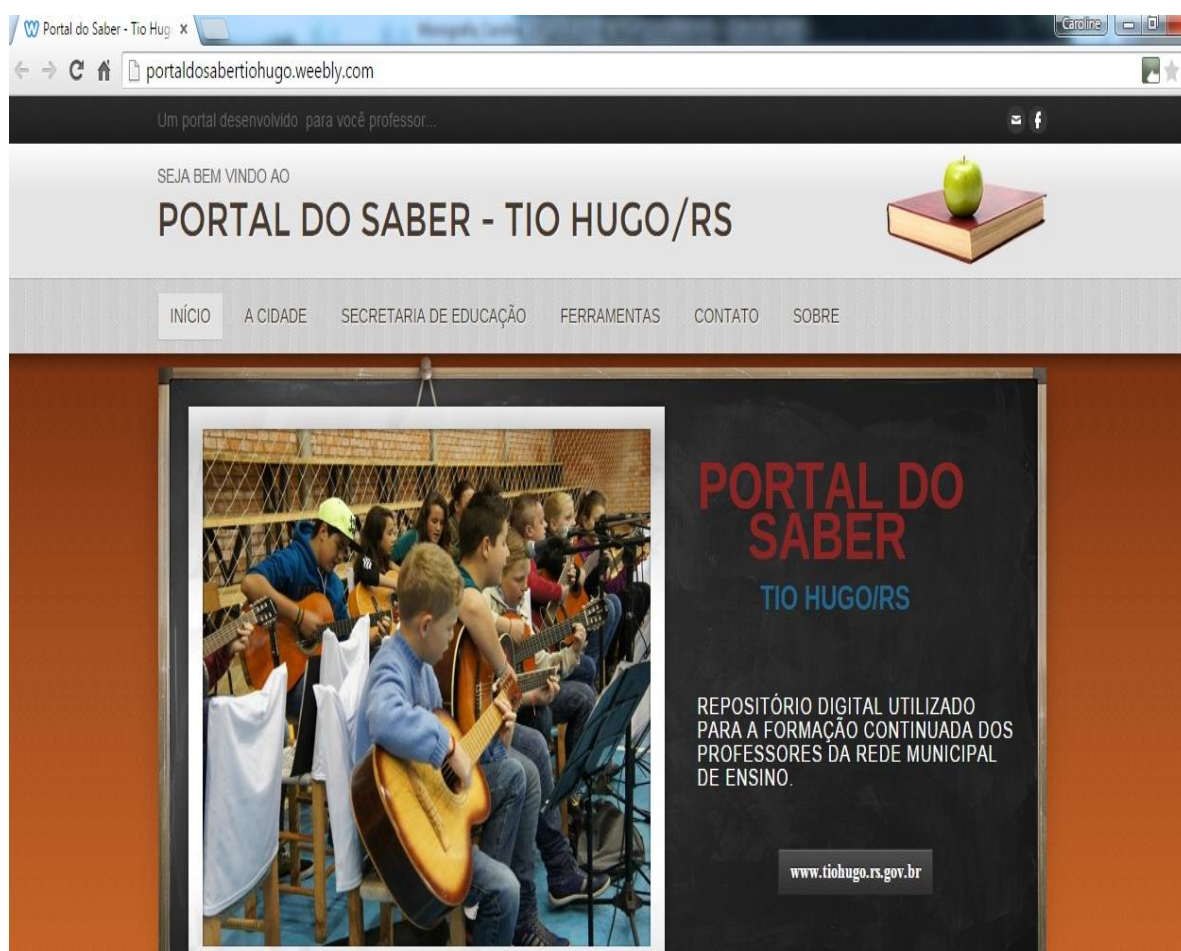 Portal do Saber - Tio Hug
Caroline
portaldosabertiohugo.weebly.com
Um portal desenvolvido para você professor...
SEJA BEM VINDO AO
PORTAL DO SABER - TIO HUGO/RS
INÍCIO A CIDADE SECRETARIA DE EDUCAÇÃO FERRAMENTAS CONTATO SOBRE
PORTAL DO
SABER
TIO HUGO/RS
REPOSITÓRIO DIGITAL UTILIZADO
PARA A FORMAÇÃO CONTINUADA DOS
PROFESSORES DA REDE MUNICIPAL
DE ENSINO.
www.tiohugo.rs.gov.br